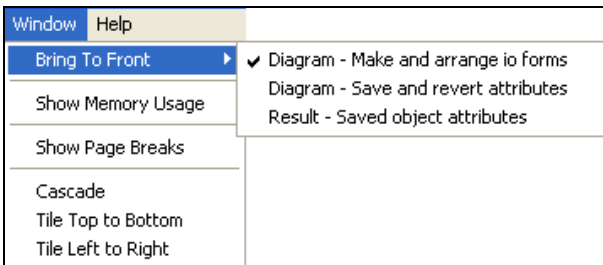 Window Help
Bring To Front
Diagram - Make and arrange io forms
Diagram - Save and revert attributes
Result - Saved object attributes
Show Memory Usage
Show Page Breaks
Cascade
Tile Top to Bottom
Tile Left to Right